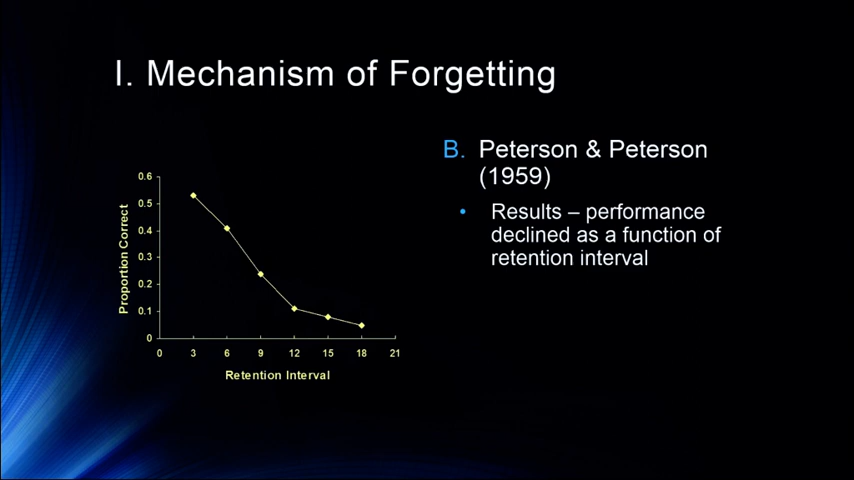 I. Mechanism of Forgetting
B. Peterson & Peterson
(1959)
• Results – performance
declined as a function of
retention interval
Proportion Correct
0.6
0.5
0.4
0.3
0.2
0.1
0
0 3 6 9 12 15 18 21
Retention Interval